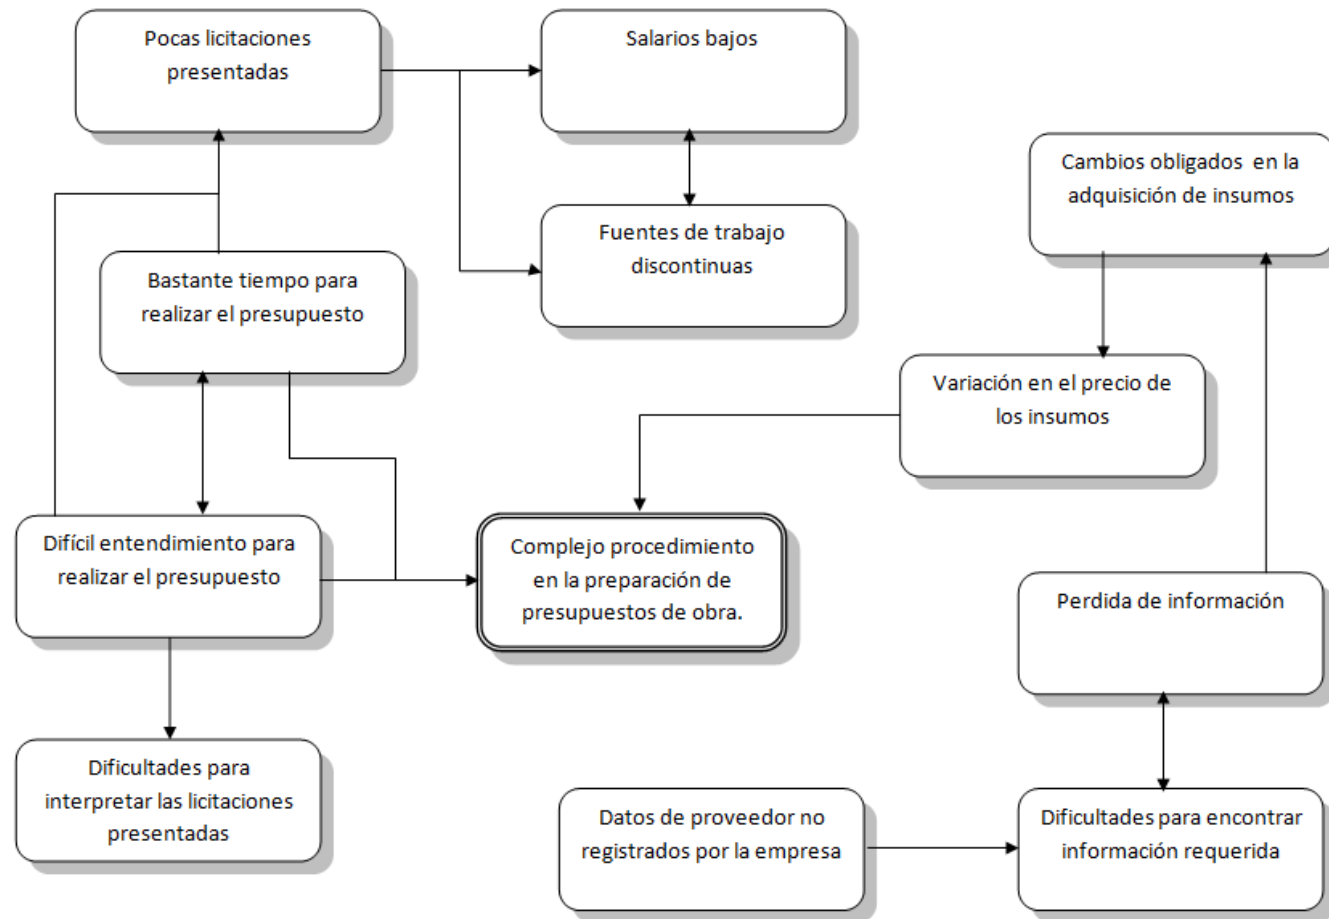 Pocas licitaciones
presentadas
Salarios bajos
Cambios obligados  en la
adquisición de insumos
Fuentes de trabajo
discontinuas
Bastante tiempo para
realizar el presupuesto
Variación en el precio de
los insumos
Difícil entendimiento para
realizar el presupuesto
Complejo procedimiento
en la preparación de
presupuestos de obra.
Perdida de información
Dificultades para
interpretar las licitaciones
presentadas
Datos de proveedor no
registrados por la empresa
Dificultades para encontrar
información requerida